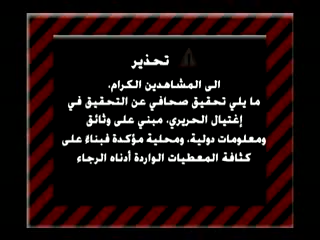 تحذير
الى المشاهدين الكرام،
ما يلي تحقيق صحافي عن التحقيق في
إغتيال الحريري، مبني على وثائق
ومعلومات دولية، ومحلية مؤكدة فبناءً على
كثافة المعطيات الواردة أدناه الرجاء